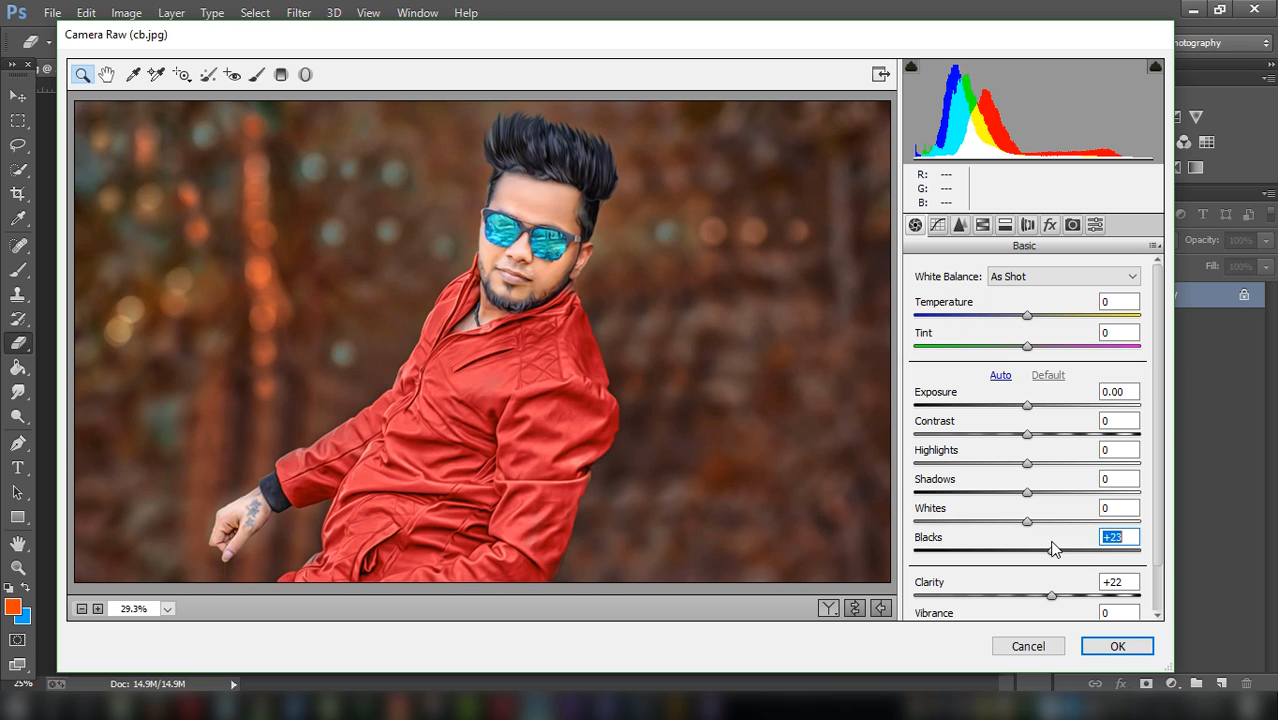 Ps File Edit Image Layer Type Select Filter 3D View Window Help
Camera Raw (cb.jpg)
otography
g @
R: ---
G: ---
B: ---
Basic
White Balance: As Shot
Temperature 0
Tint 0
Auto Default
Exposure 0.00
Contrast 0
Highlights 0
Shadows 0
Whites 0
Blacks +23
Clarity +22
Vibrance 0
Opacity: 100%
Fill: 100%
29.3%
Cancel OK
25% Doc: 14.9M/14.9M